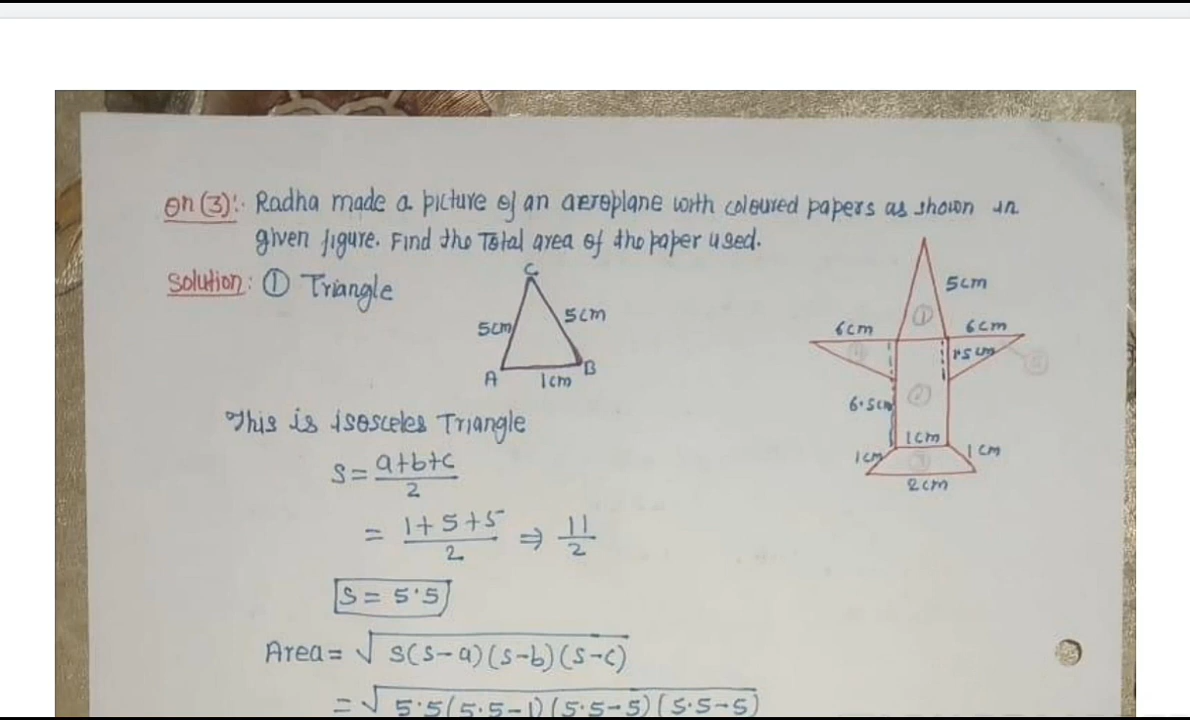 Qn (3):. Radha made a picture of an aeroplane with coloured papers as shown in
given figure. Find the Total area of the paper used.
Solution: ① Triangle
C
5cm
5cm
A
1cm
B
5cm
①
6cm
6cm
1.5cm
6.5cm
②
1cm
1cm
1cm
③
2cm
This is isosceles Triangle
S = a+b+c / 2
= 1+5+5 / 2 ⇒ 11/2
S = 5.5
Area = √s(s-a)(s-b)(s-c)
= √5.5(5.5-1)(5.5-5)(5.5-5)